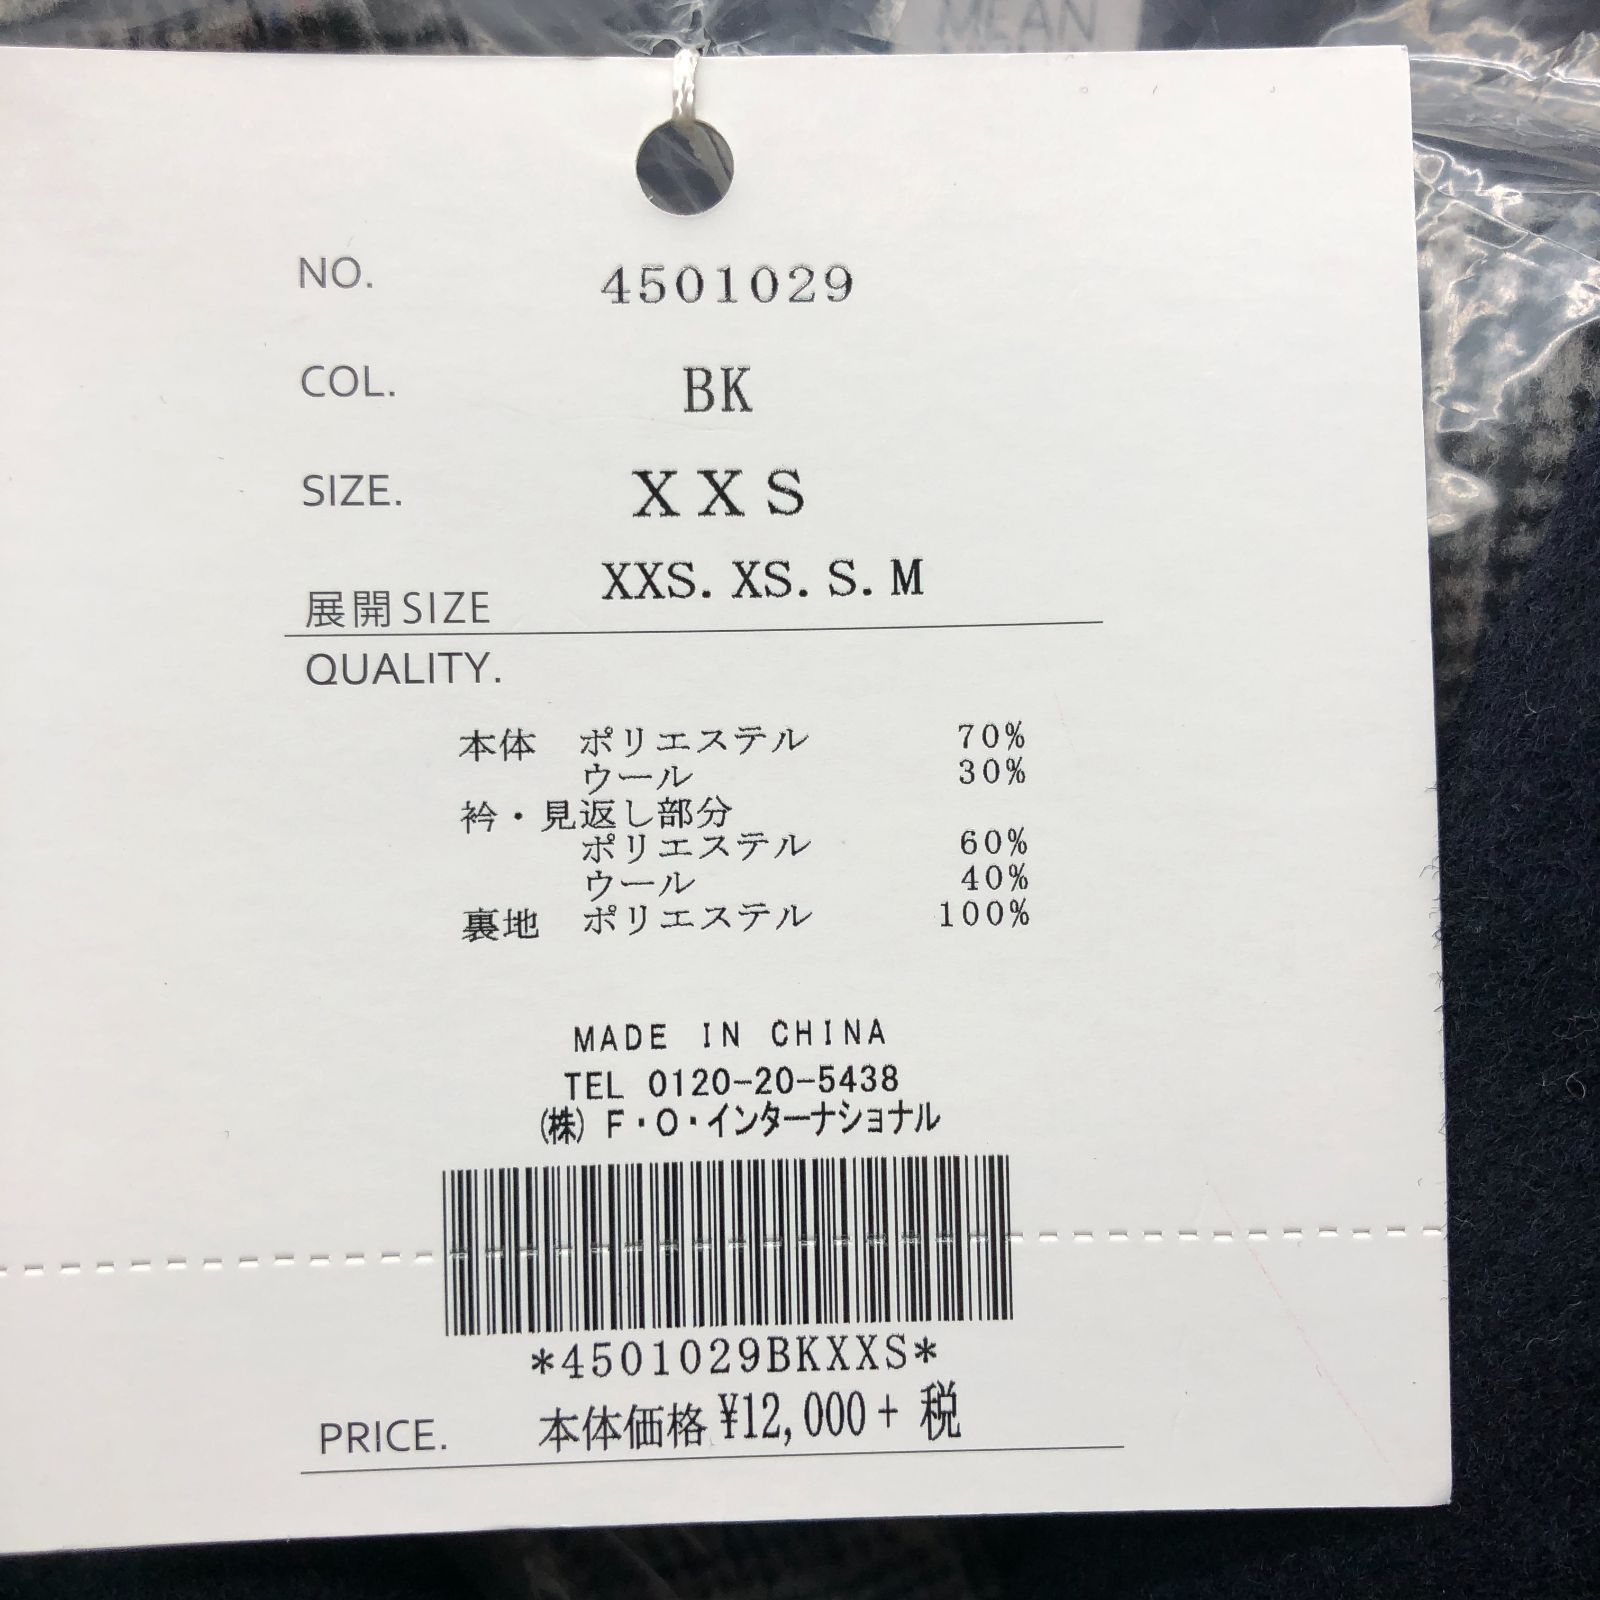 MEAN
NO. 4501029
COL. BK
SIZE. XXS
展開SIZE XXS. XS. S. M
QUALITY.
本体 ポリエステル 70%
ウール 30%
衿・見返し部分
ポリエステル 60%
ウール 40%
裏地 ポリエステル 100%
MADE IN CHINA
TEL 0120-20-5438
(株) F・O・インターナショナル
*4501029BKXXS*
PRICE. 本体価格 ¥12,000+ 税